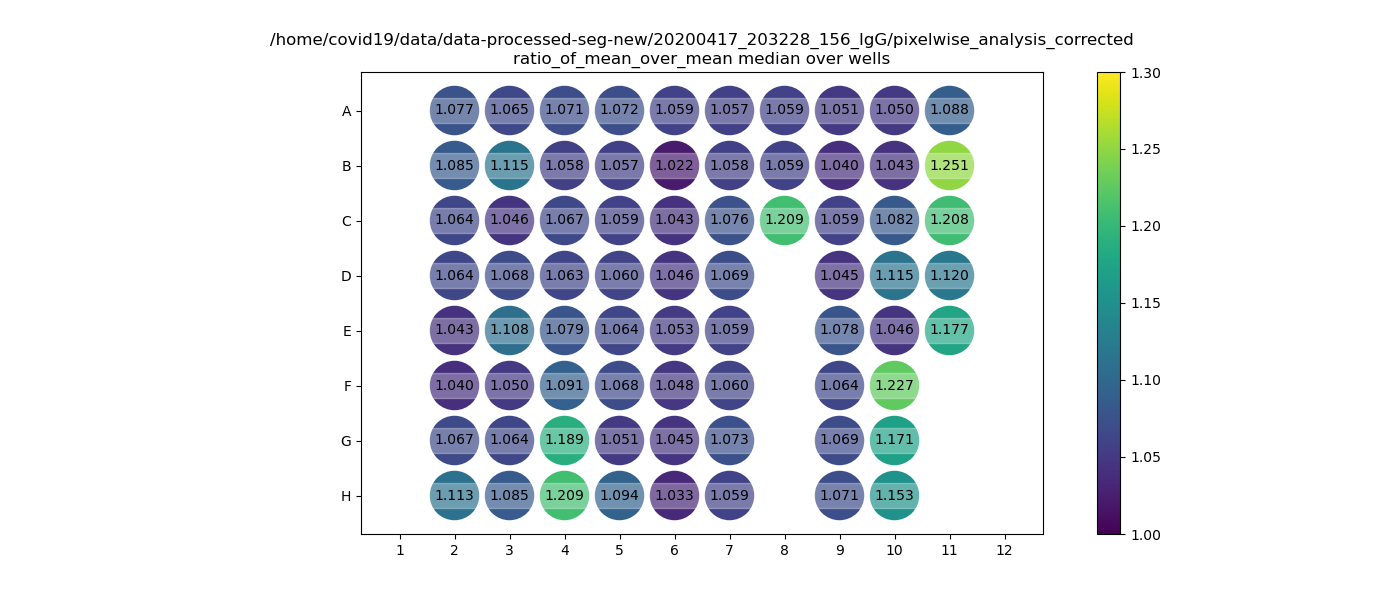 /home/covid19/data/data-processed-seg-new/20200417_203228_156_IgG/pixelwise_analysis_corrected
ratio_of_mean_over_mean median over wells
A 1.077 1.065 1.071 1.072 1.059 1.057 1.059 1.051 1.050 1.088
B 1.085 1.115 1.058 1.057 1.022 1.058 1.059 1.040 1.043 1.251
C 1.064 1.046 1.067 1.059 1.043 1.076 1.209 1.059 1.082 1.208
D 1.064 1.068 1.063 1.060 1.046 1.069 1.045 1.115 1.120
E 1.043 1.108 1.079 1.064 1.053 1.059 1.078 1.046 1.177
F 1.040 1.050 1.091 1.068 1.048 1.060 1.064 1.227
G 1.067 1.064 1.189 1.051 1.045 1.073 1.069 1.171
H 1.113 1.085 1.209 1.094 1.033 1.059 1.071 1.153
1 2 3 4 5 6 7 8 9 10 11 12
1.30
1.25
1.20
1.15
1.10
1.05
1.00